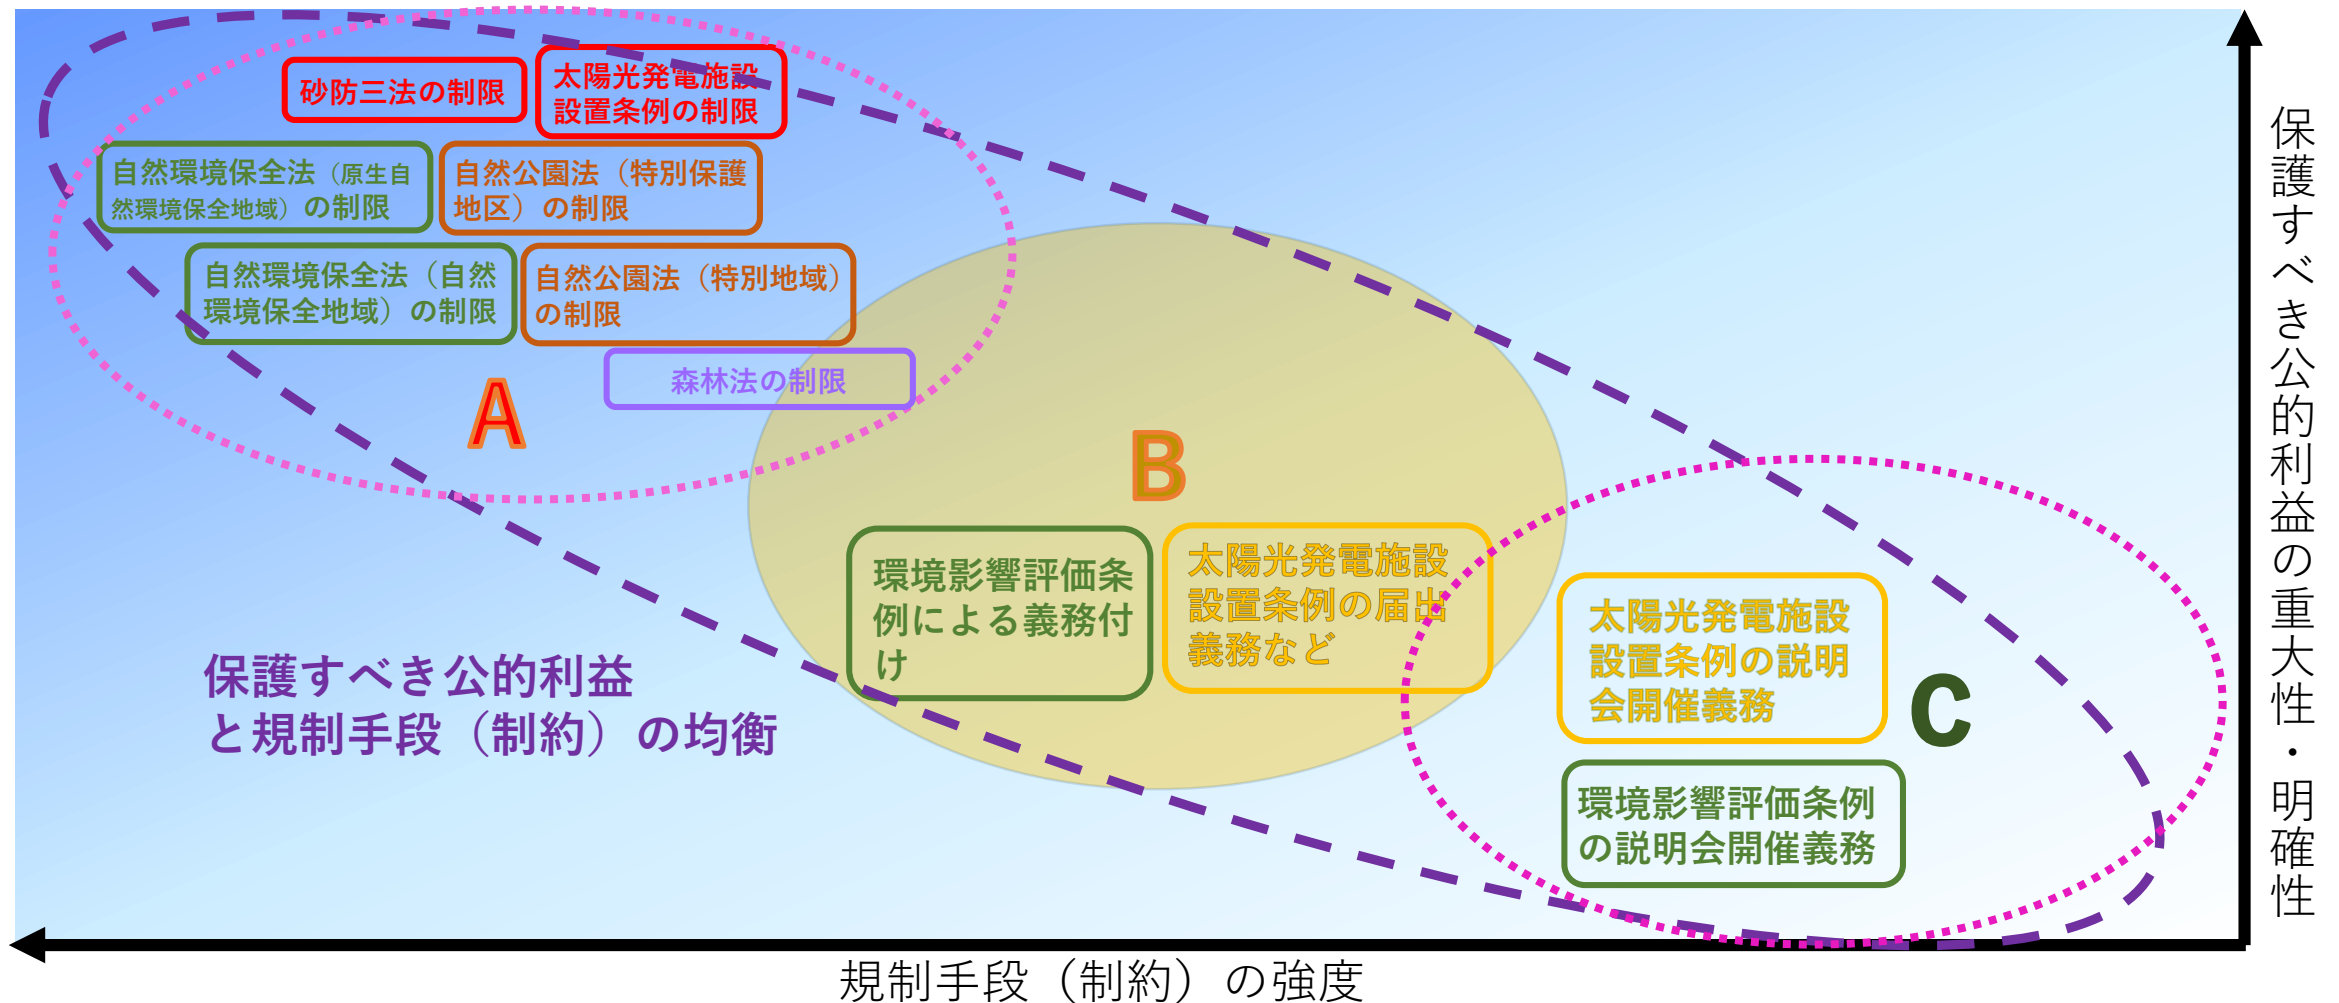 砂防三法の制限
太陽光発電施設
設置条例の制限
自然環境保全法（原生自
然環境保全地域）の制限
自然公園法（特別保護
地区）の制限
自然環境保全法（自然
環境保全地域）の制限
自然公園法（特別地域）
の制限
森林法の制限
A
B
環境影響評価条
例による義務付
け
太陽光発電施設
設置条例の届出
義務など
太陽光発電施設
設置条例の説明
会開催義務
C
環境影響評価条例
の説明会開催義務
保護すべき公的利益
と規制手段（制約）の均衡
保護すべき公的利益の重大性・明確性
規制手段（制約）の強度